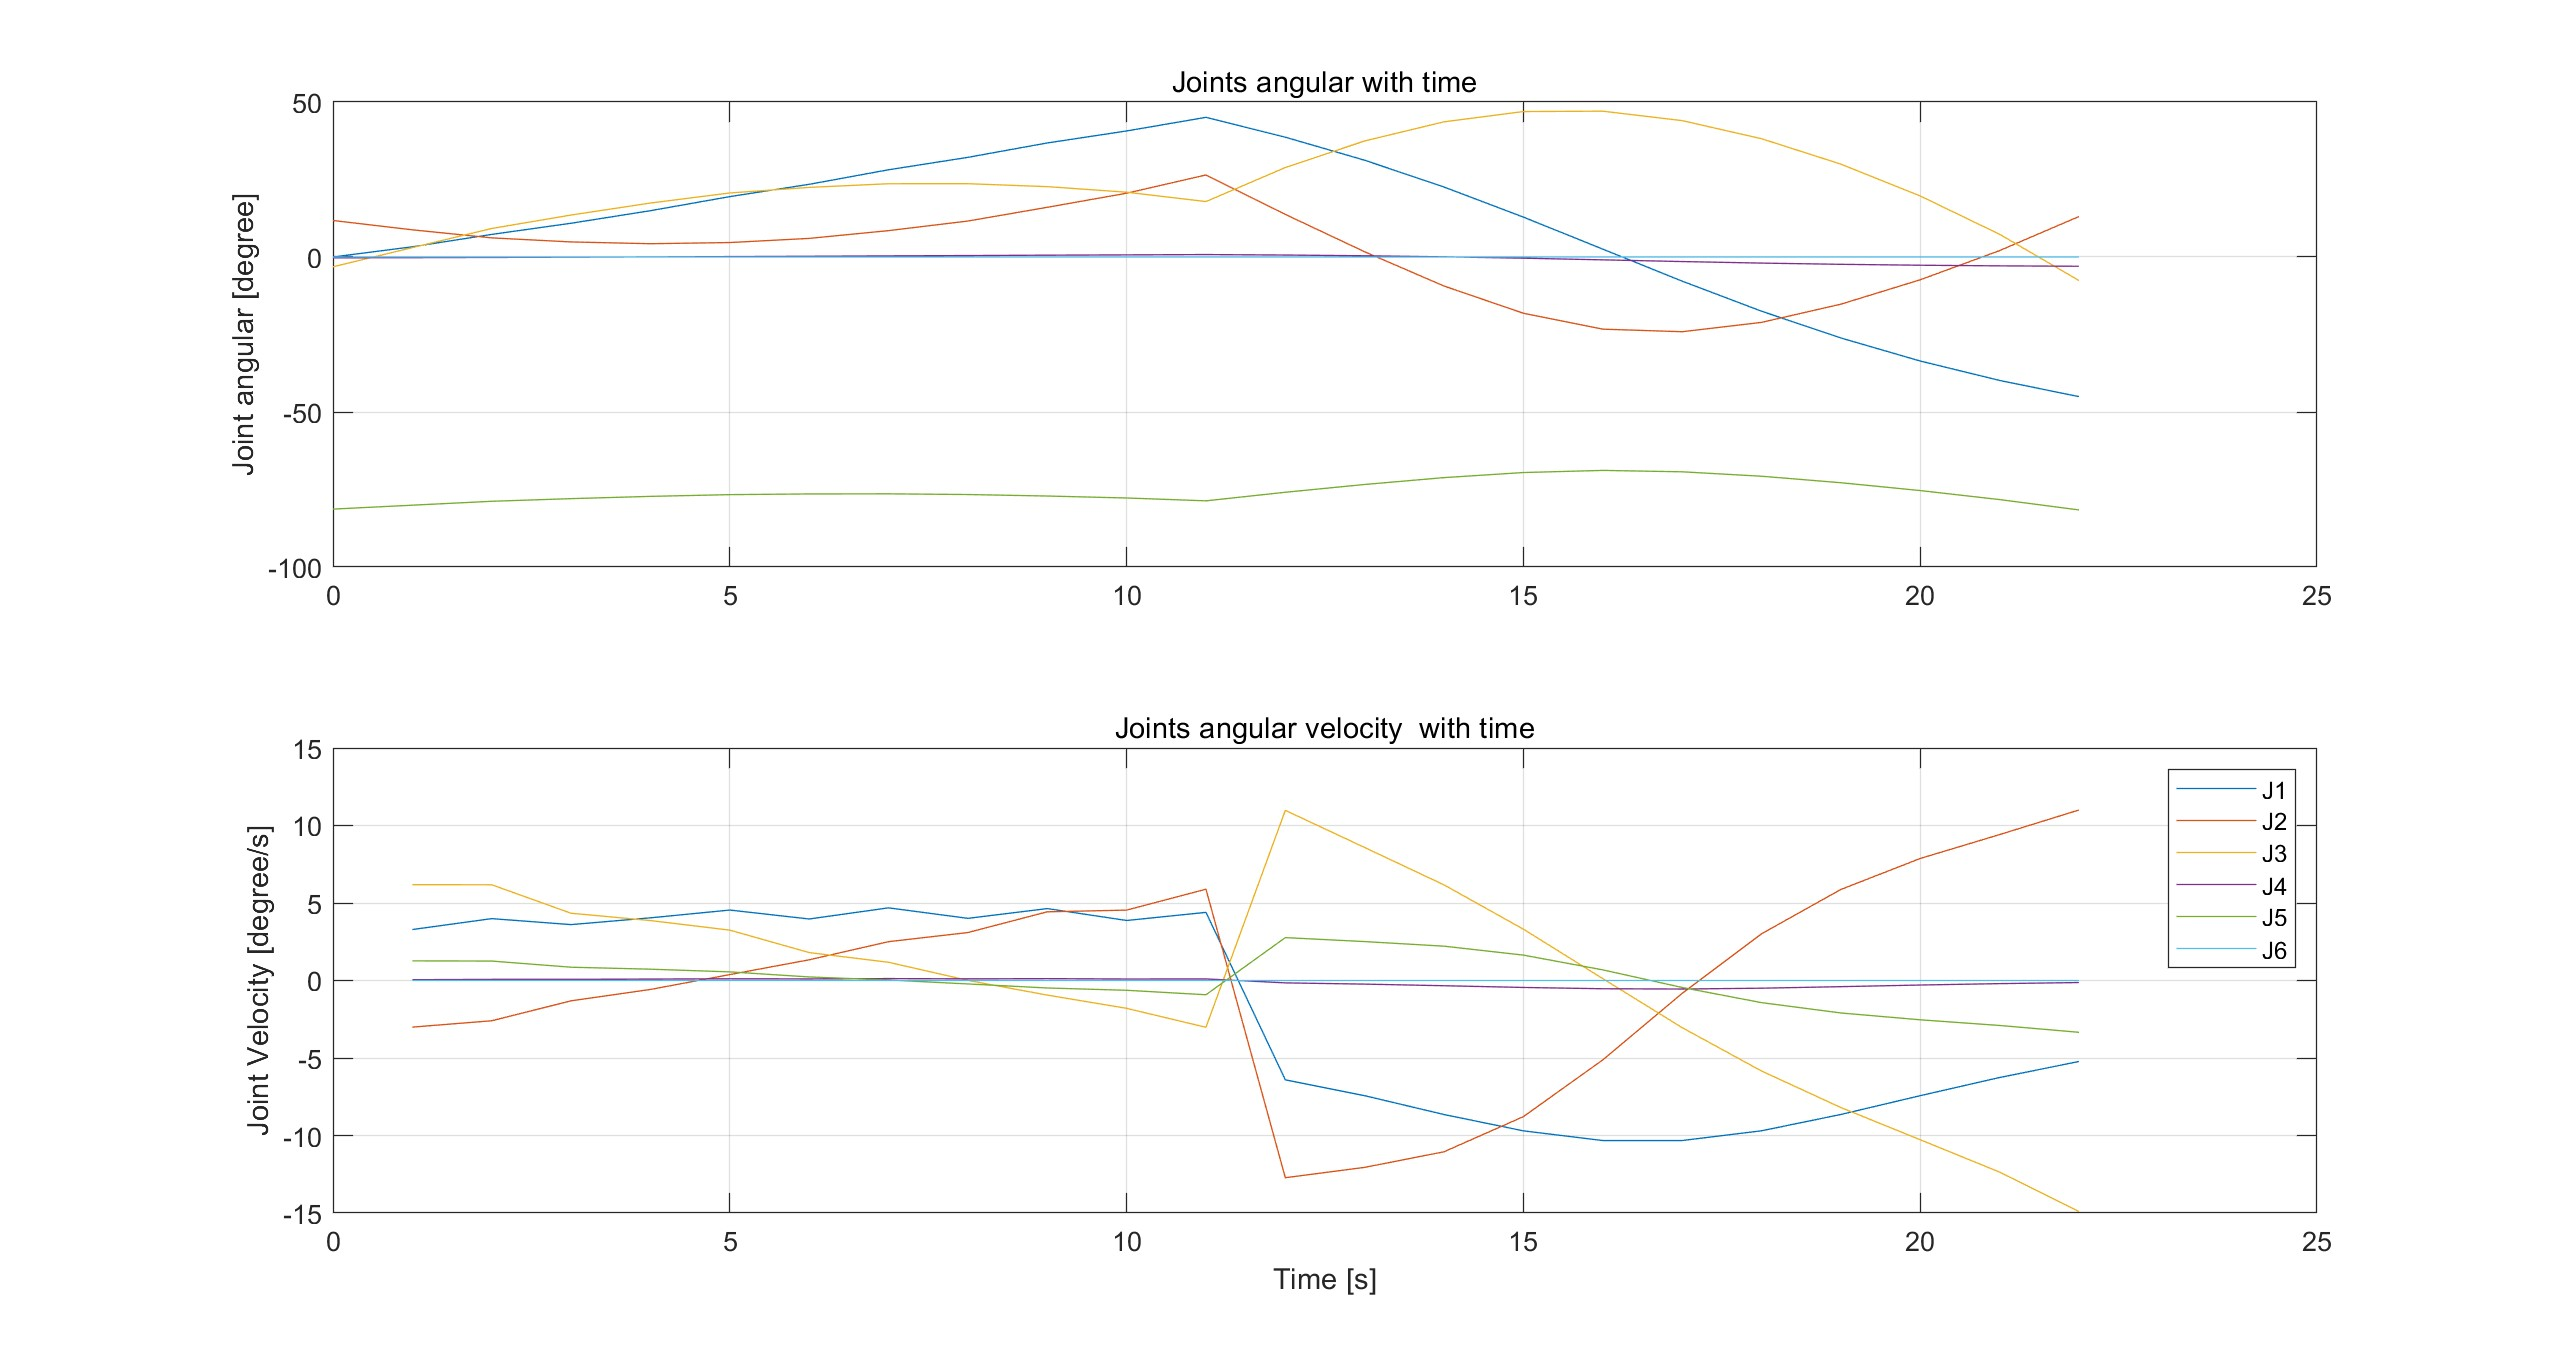 Joints angular with time
Joint angular [degree]
50
0
-50
-100
0 5 10 15 20 25
Joints angular velocity  with time
Joint Velocity [degree/s]
15
10
5
0
-5
-10
-15
J1
J2
J3
J4
J5
J6
0 5 10 15 20 25
Time [s]